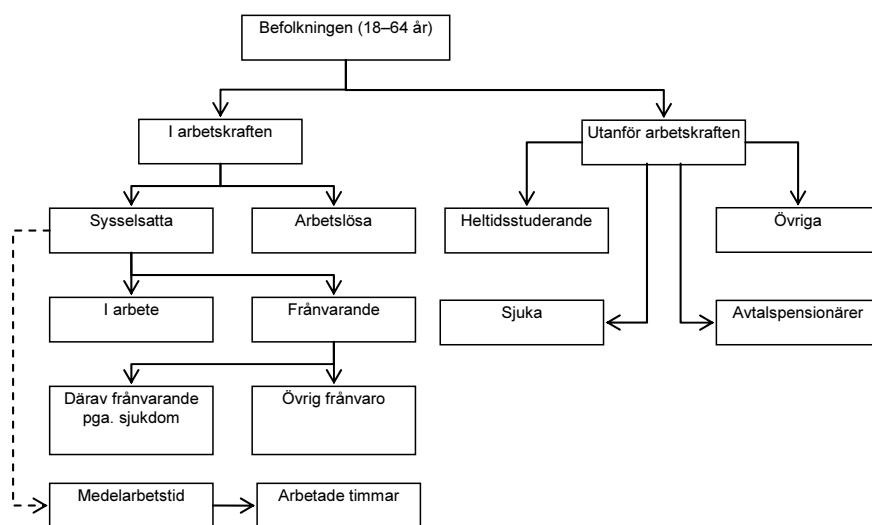 Befolkningen (18–64 år)
I arbetskraften
Utanför arbetskraften
Sysselsatta
Arbetslösa
Heltidsstuderande
Övriga
I arbete
Frånvarande
Sjuka
Avtalspensionärer
Därav frånvarande
pga. sjukdom
Övrig frånvaro
Medelarbetstid
Arbetade timmar